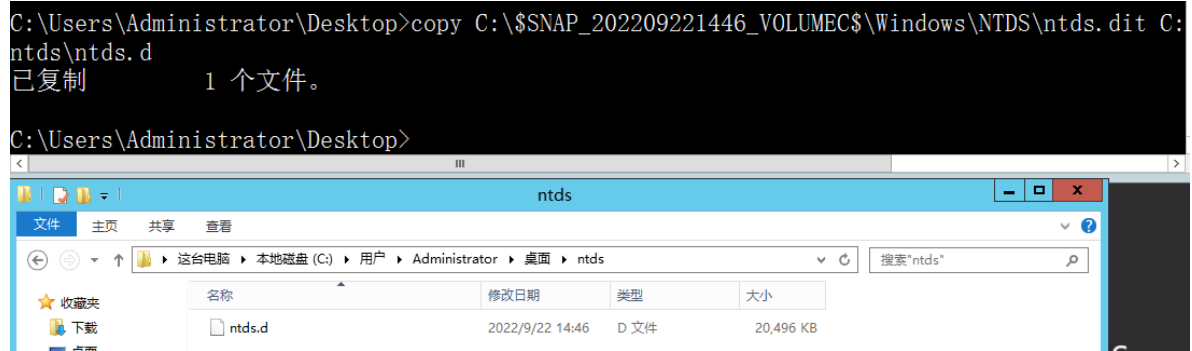 C:\Users\Administrator\Desktop>copy C:\$SNAP_202209221446_VOLUMEC$\Windows\NTDS\ntds.dit C:
ntds\ntds.d
已复制         1 个文件。
C:\Users\Administrator\Desktop>
ntds
文件 主页 共享 查看
这台电脑 本地磁盘 (C:) 用户 Administrator 桌面 ntds 搜索"ntds"
收藏夹 名称 修改日期 类型 大小
下载 ntds.d 2022/9/22 14:46 D 文件 20,496 KB